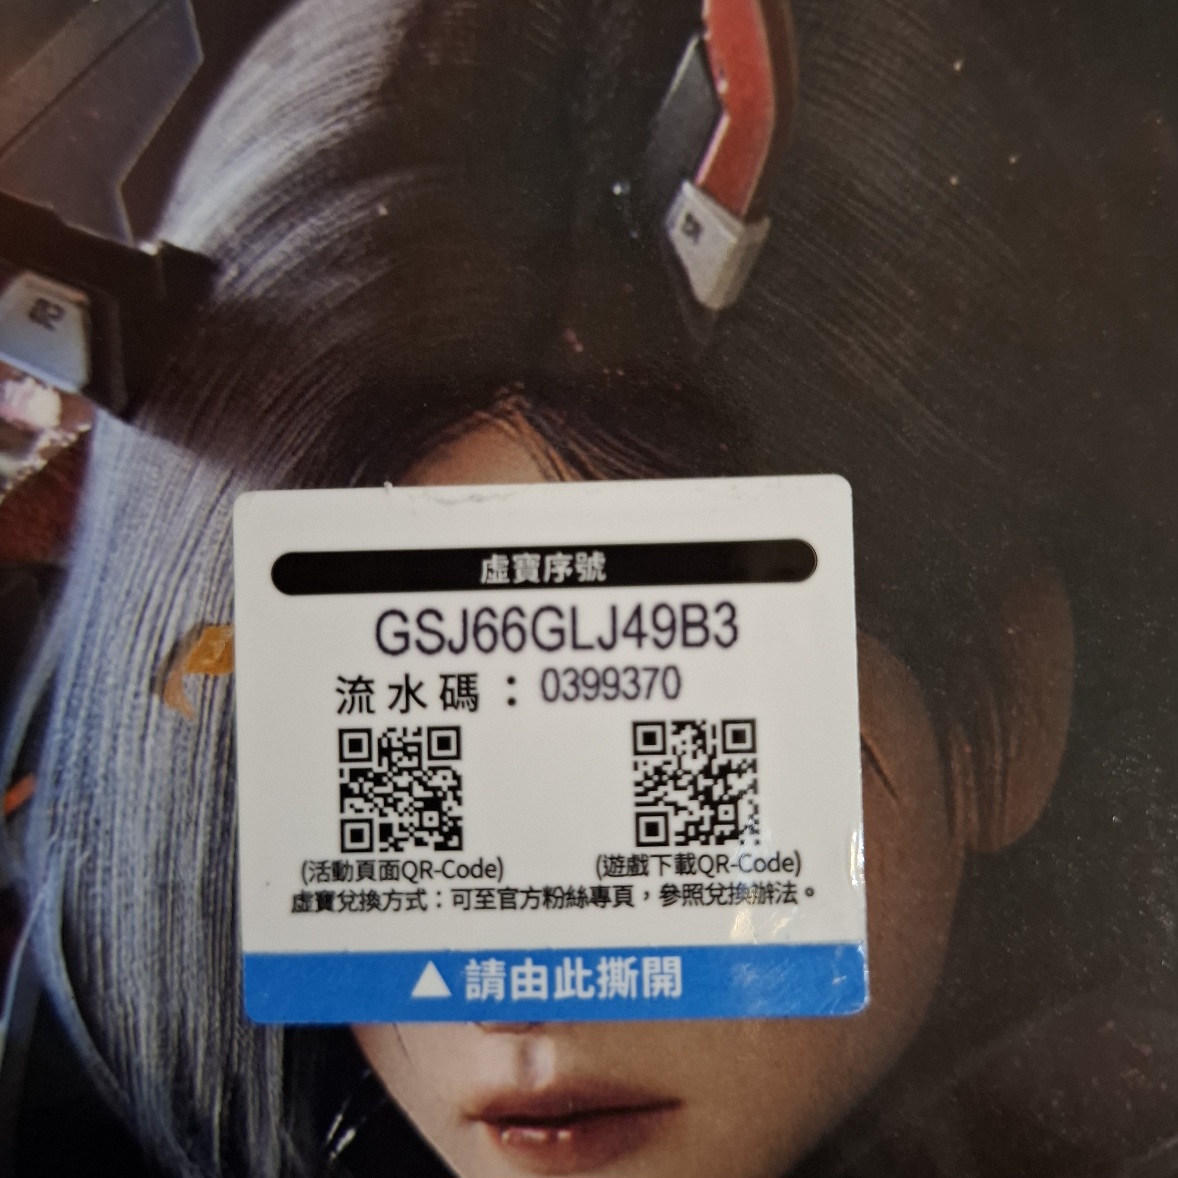 虛寶序號
GSJ66GLJ49B3
流水碼：0399370
(活動頁面QR-Code) (遊戲下載QR-Code)
虛寶兌換方式：可至官方粉絲專頁，參照兌換辦法。
▲請由此撕開